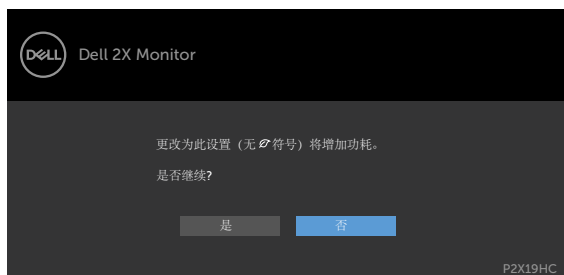 DELL Dell 2X Monitor
更改为此设置 (无 符号) 将增加功耗。
是否继续?
是 否
P2X19HC